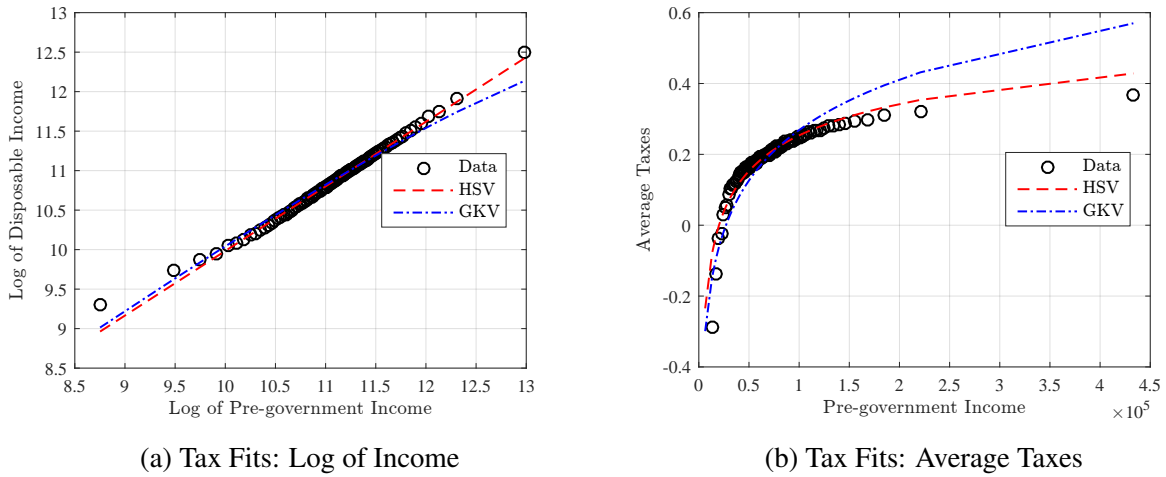 13
12.5
12
11.5
11
10.5
10
9.5
9
8.5
8.5 9 9.5 10 10.5 11 11.5 12 12.5 13
Log of Disposable Income
Log of Pre-government Income
Data
HSV
GKV
(a) Tax Fits: Log of Income
0.6
0.4
0.2
0
-0.2
-0.4
0 0.5 1 1.5 2 2.5 3 3.5 4 4.5
×10⁵
Average Taxes
Pre-government Income
Data
HSV
GKV
(b) Tax Fits: Average Taxes